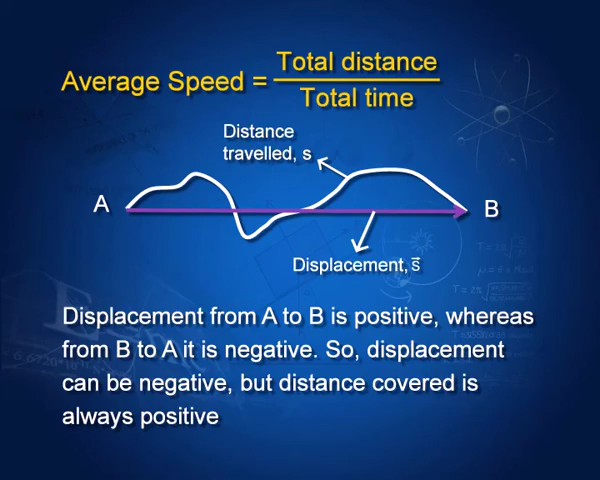 Average Speed = Total distance
Total time
Distance
travelled, s
A
B
Displacement, s⃗
Displacement from A to B is positive, whereas
from B to A it is negative. So, displacement
can be negative, but distance covered is
always positive